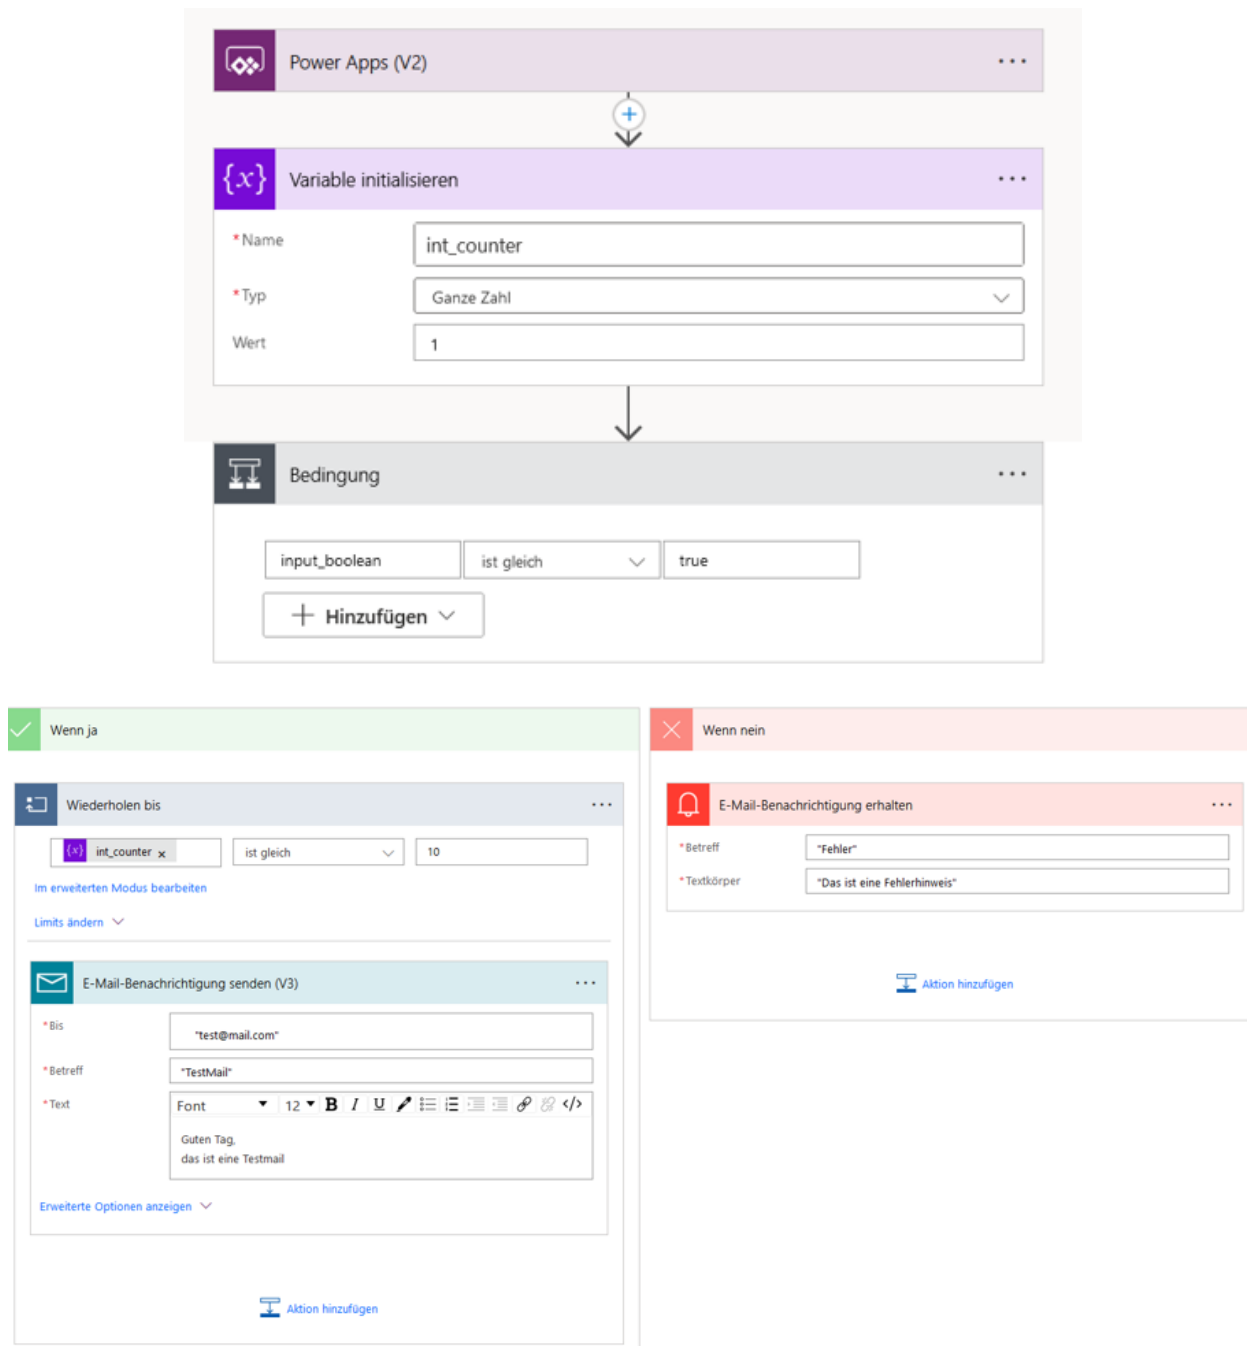 Power Apps (V2)
{x} Variable initialisieren
*Name int_counter
*Typ Ganze Zahl
Wert 1
Bedingung
input_boolean ist gleich true
Hinzufügen
Wenn ja
Wiederholen bis
{x} int_counter x ist gleich 10
Im erweiterten Modus bearbeiten
Limits ändern
E-Mail-Benachrichtigung senden (V3)
*Bis "test@mail.com"
*Betreff "TestMail"
*Text Font 12 B I U </>
Guten Tag,
das ist eine Testmail
Erweiterte Optionen anzeigen
Aktion hinzufügen
Wenn nein
E-Mail-Benachrichtigung erhalten
*Betreff "Fehler"
*Textkörper "Das ist eine Fehlerhinweis"
Aktion hinzufügen